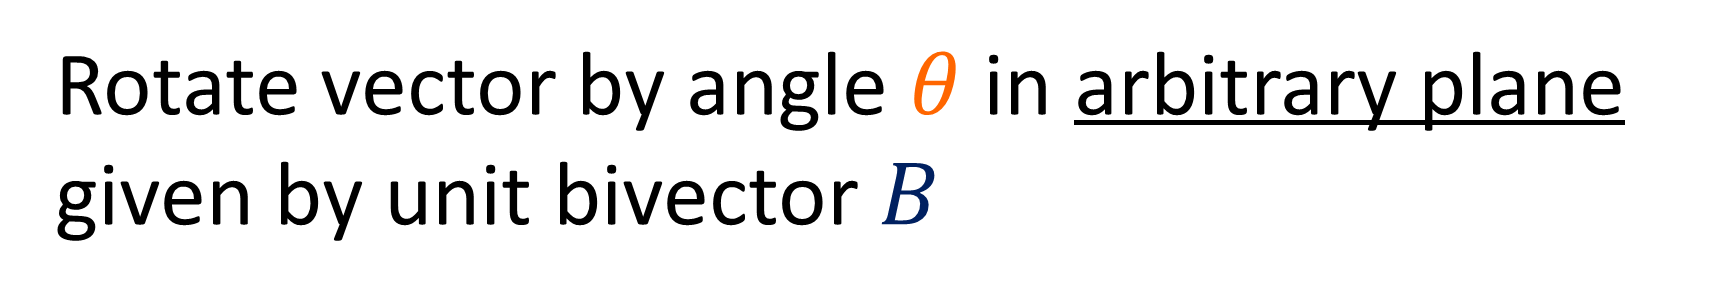 Rotate vector by angle θ in arbitrary plane
given by unit bivector B